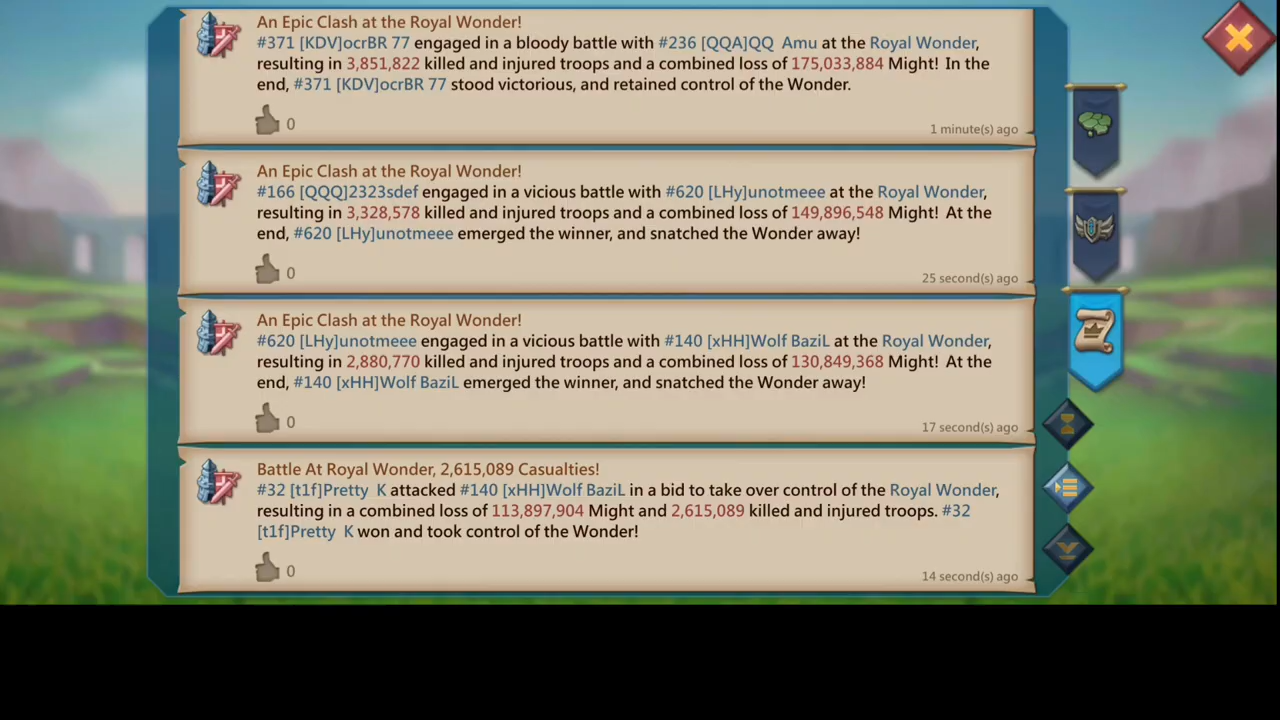 An Epic Clash at the Royal Wonder!
#371 [KDV]ocrBR 77 engaged in a bloody battle with #236 [QQA]QQ Amu at the Royal Wonder,
resulting in 3,851,822 killed and injured troops and a combined loss of 175,033,884 Might! In the
end, #371 [KDV]ocrBR 77 stood victorious, and retained control of the Wonder.
0
1 minute(s) ago
An Epic Clash at the Royal Wonder!
#166 [QQQ]2323sdef engaged in a vicious battle with #620 [LHy]unotmeee at the Royal Wonder,
resulting in 3,328,578 killed and injured troops and a combined loss of 149,896,548 Might! At the
end, #620 [LHy]unotmeee emerged the winner, and snatched the Wonder away!
0
25 second(s) ago
An Epic Clash at the Royal Wonder!
#620 [LHy]unotmeee engaged in a vicious battle with #140 [xHH]Wolf BaziL at the Royal Wonder,
resulting in 2,880,770 killed and injured troops and a combined loss of 130,849,368 Might! At the
end, #140 [xHH]Wolf BaziL emerged the winner, and snatched the Wonder away!
0
17 second(s) ago
Battle At Royal Wonder, 2,615,089 Casualties!
#32 [t1f]Pretty K attacked #140 [xHH]Wolf BaziL in a bid to take over control of the Royal Wonder,
resulting in a combined loss of 113,897,904 Might and 2,615,089 killed and injured troops. #32
[t1f]Pretty K won and took control of the Wonder!
0
14 second(s) ago